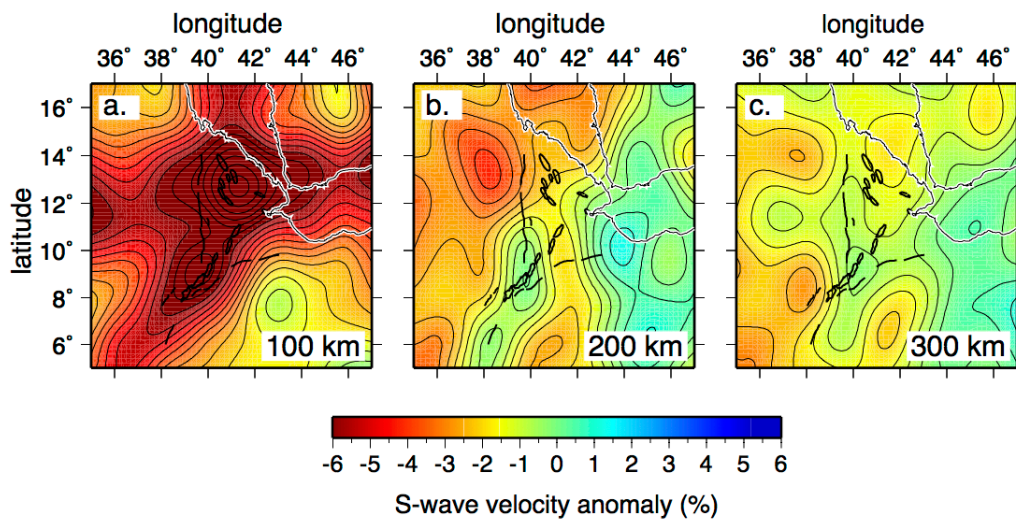 longitude longitude longitude
36° 38° 40° 42° 44° 46° 36° 38° 40° 42° 44° 46° 36° 38° 40° 42° 44° 46°
a. b. c.
latitude
16°
14°
12°
10°
8°
6°
100 km 200 km 300 km
-6 -5 -4 -3 -2 -1 0 1 2 3 4 5 6
S-wave velocity anomaly (%)